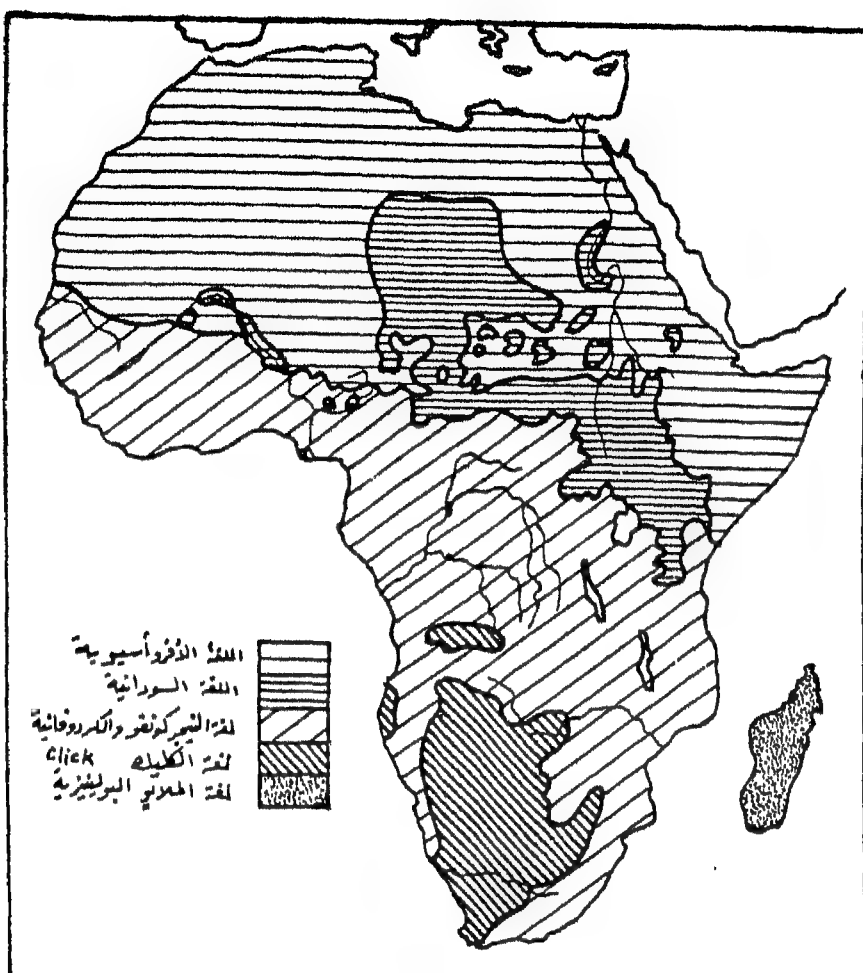 اللغة الأفروأسيوية
اللغة السودانية
لغة النيجر كونغو والكردوفانية
لغة الكليك Click
لغة الملايو البولينيزية